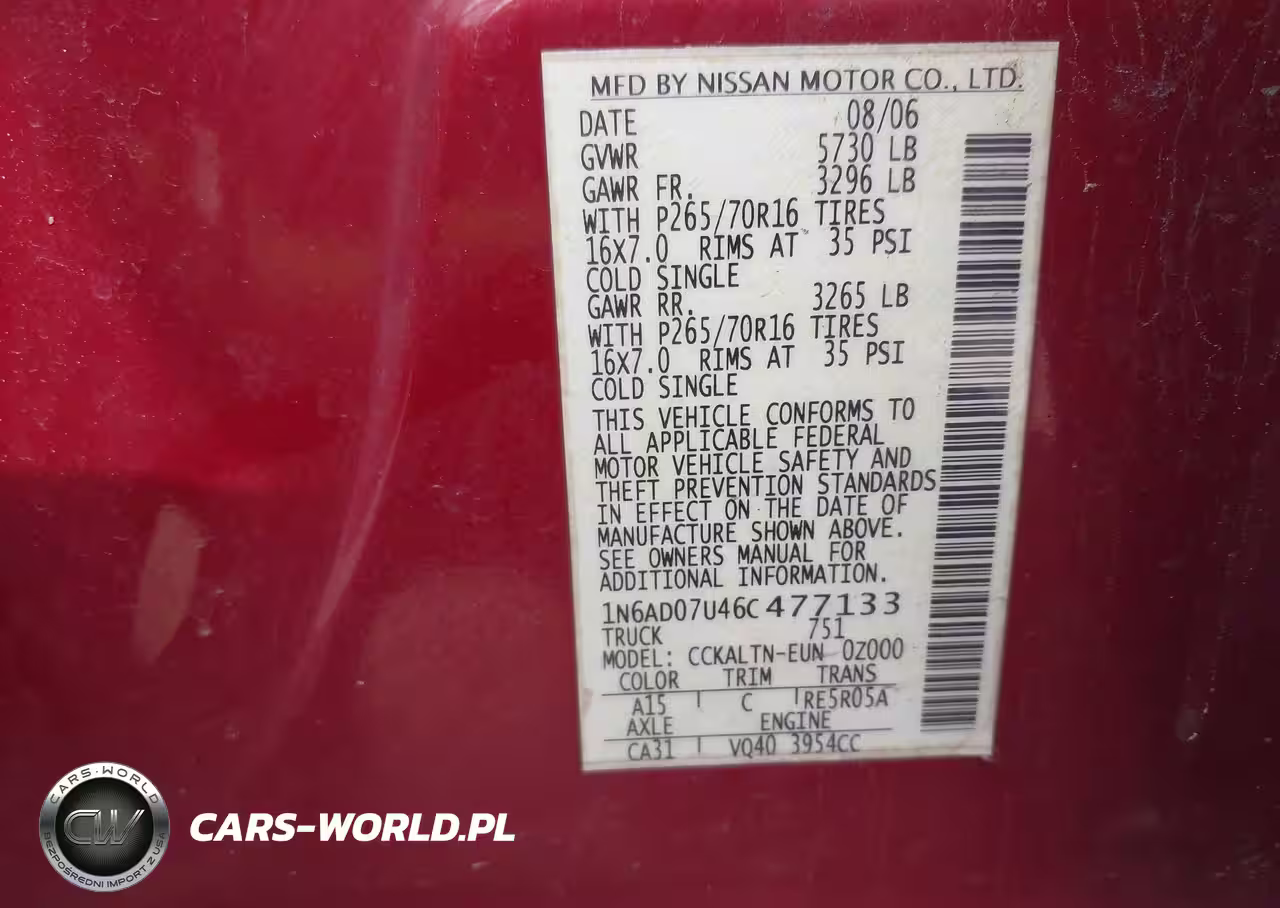 MFD BY NISSAN MOTOR CO., LTD.
DATE 08/06
GVWR 5730 LB
GAWR FR. 3296 LB
WITH P265/70R16 TIRES
16x7.0 RIMS AT 35 PSI
COLD SINGLE
GAWR RR. 3265 LB
WITH P265/70R16 TIRES
16x7.0 RIMS AT 35 PSI
COLD SINGLE
THIS VEHICLE CONFORMS TO
ALL APPLICABLE FEDERAL
MOTOR VEHICLE SAFETY AND
THEFT PREVENTION STANDARDS
IN EFFECT ON THE DATE OF
MANUFACTURE SHOWN ABOVE.
SEE OWNERS MANUAL FOR
ADDITIONAL INFORMATION.
1N6AD07U46C477133
TRUCK 751
MODEL: CCKALTN-EUN 0Z000
COLOR TRIM TRANS
A15 C RE5R05A
AXLE ENGINE
CA31 VQ40 3954CC
CARS-WORLD
CW
BEZPOŚREDNI IMPORT Z USA
CARS-WORLD.PL